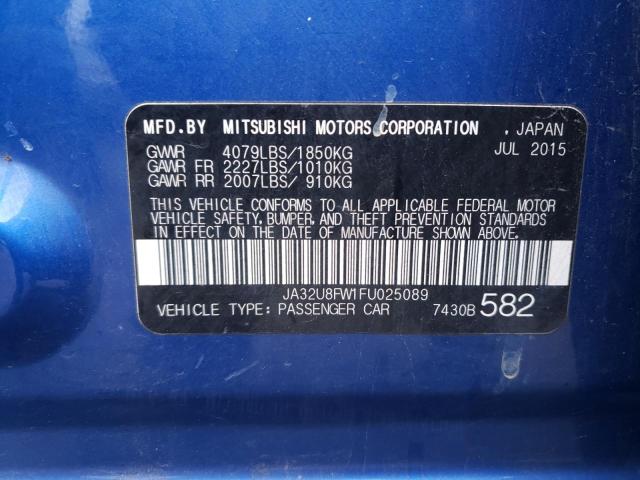 MFD.BY MITSUBISHI MOTORS CORPORATION , JAPAN
GVWR 4079LBS/1850KG JUL 2015
GAWR FR 2227LBS/1010KG
GAWR RR 2007LBS/ 910KG
THIS VEHICLE CONFORMS TO ALL APPLICABLE FEDERAL MOTOR
VEHICLE SAFETY, BUMPER, AND THEFT PREVENTION STANDARDS
IN EFFECT ON THE DATE OF MANUFACTURE SHOWN ABOVE.
JA32U8FW1FU025089
VEHICLE TYPE: PASSENGER CAR 7430B 582